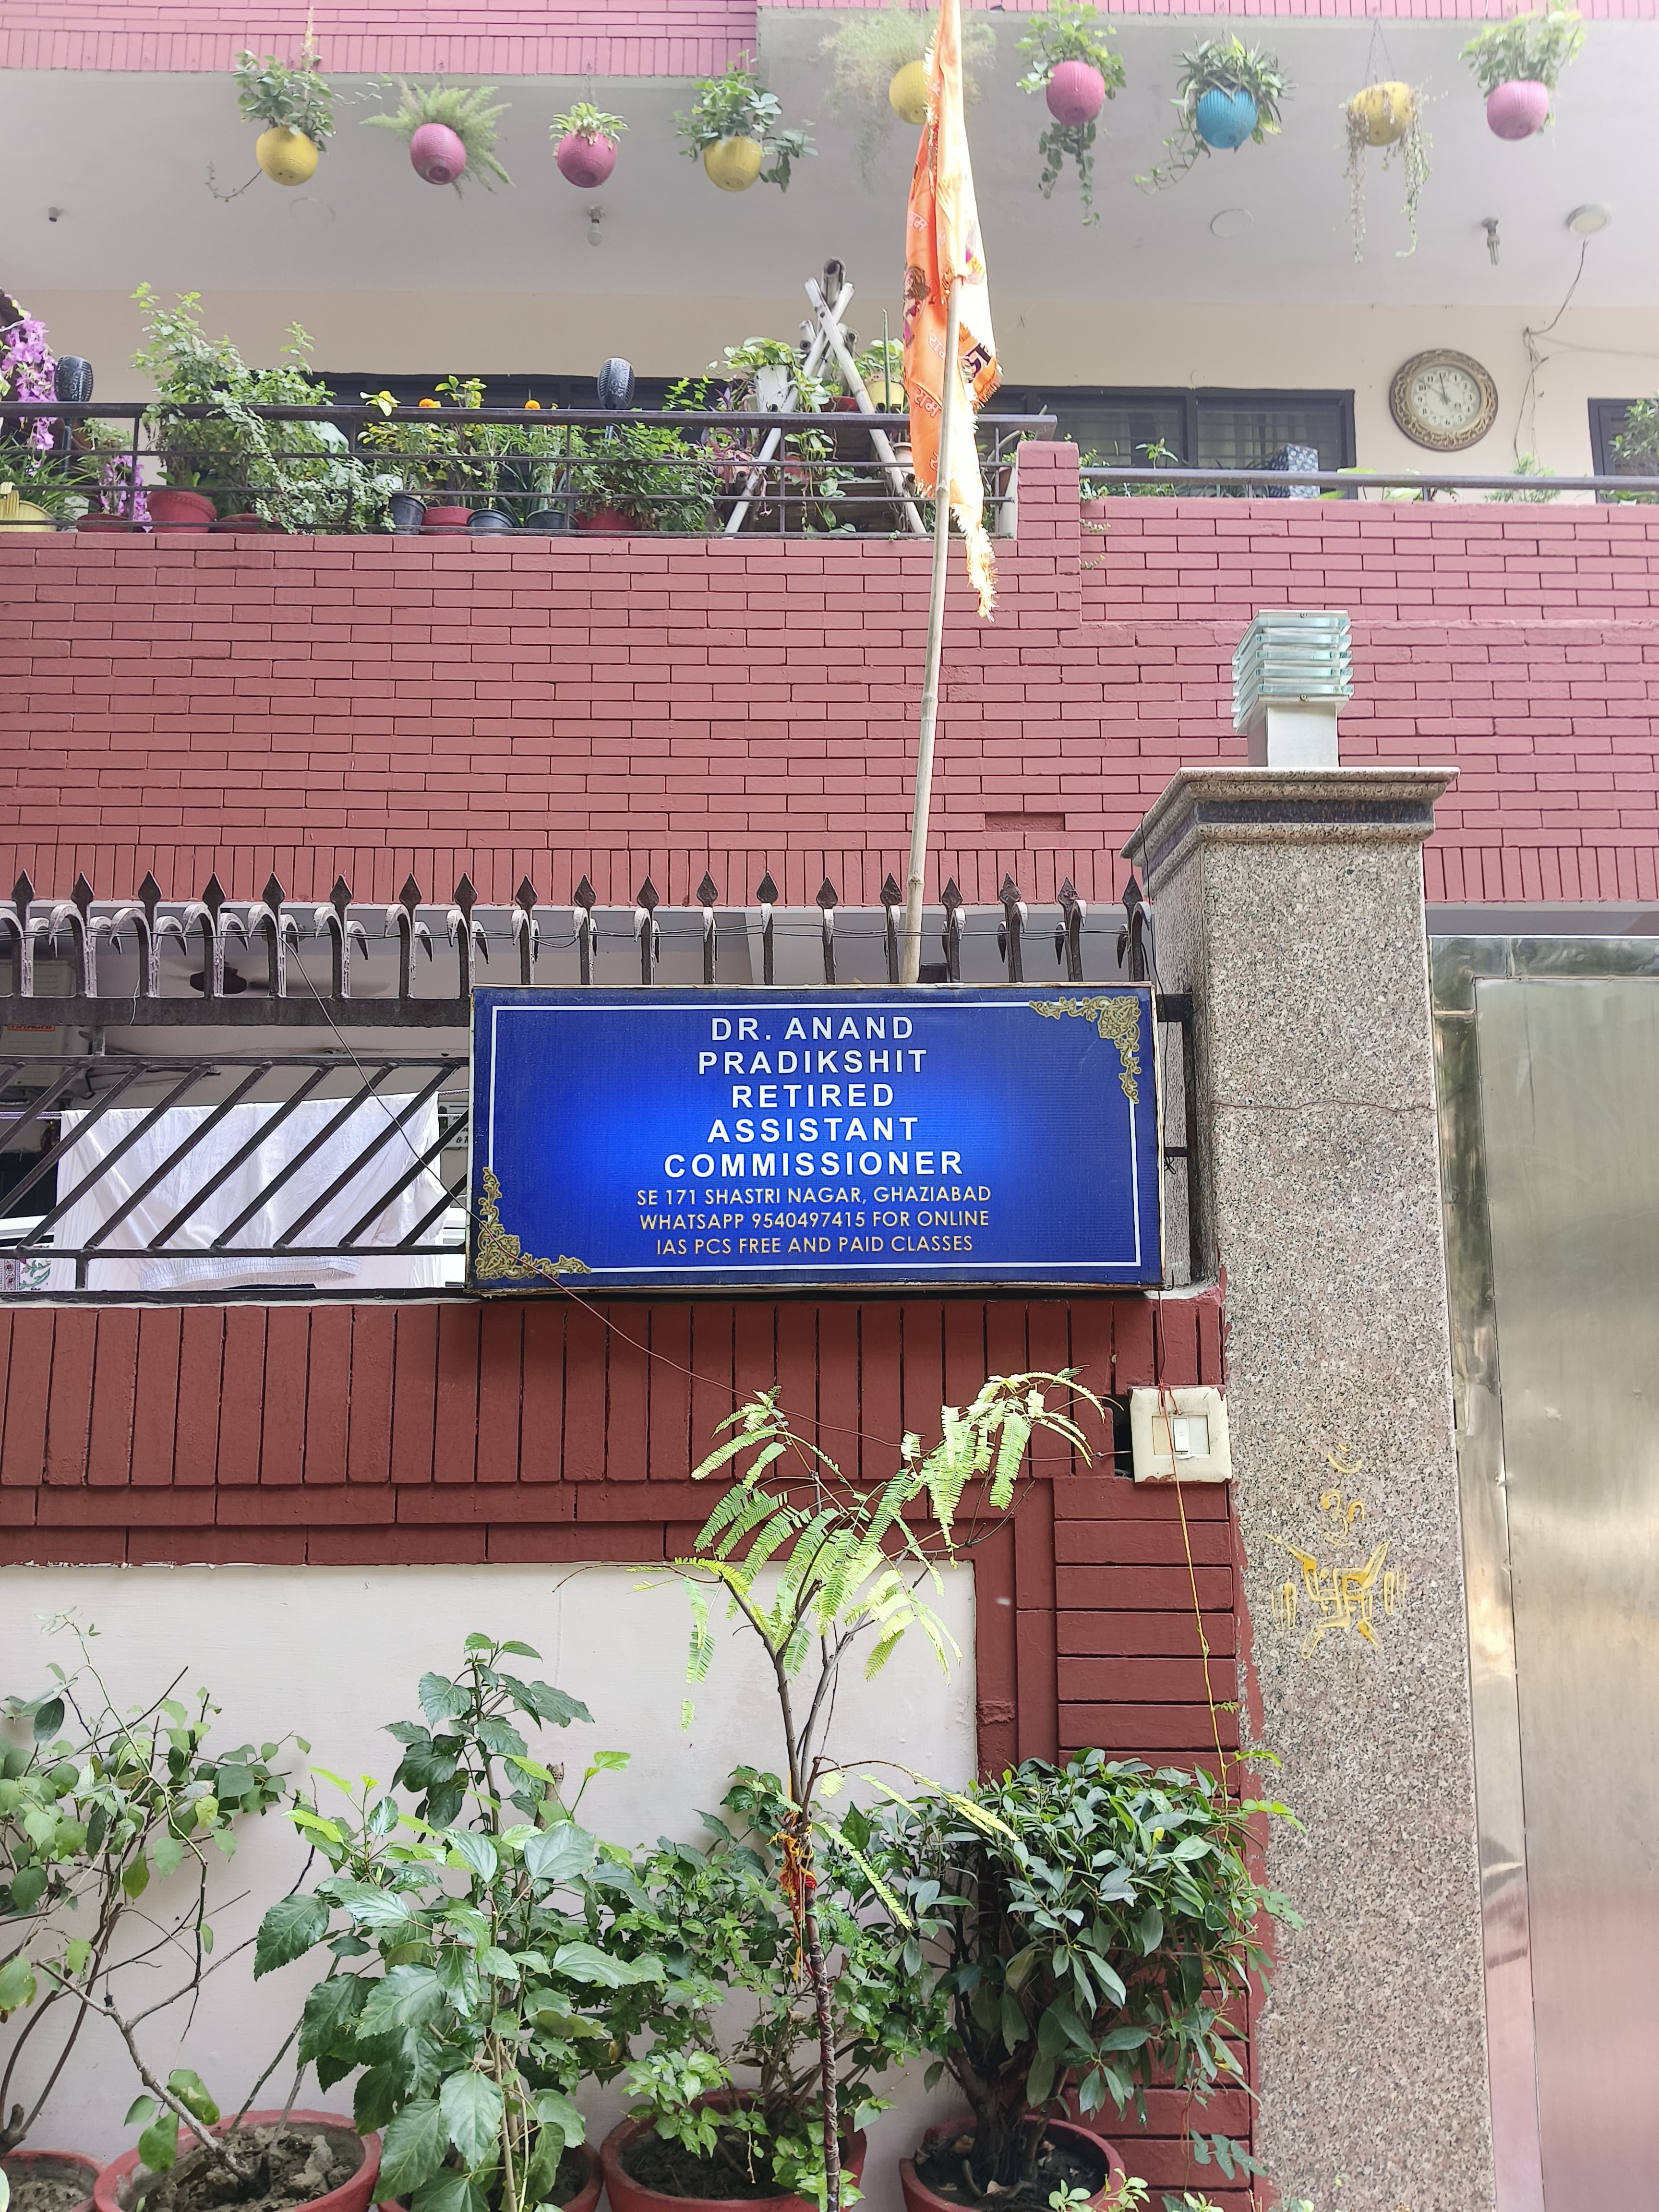 राम
राम
राम
DR. ANAND
PRADIKSHIT
RETIRED
ASSISTANT
COMMISSIONER
SE 171 SHASTRI NAGAR, GHAZIABAD
WHATSAPP 9540497415 FOR ONLINE
IAS PCS FREE AND PAID CLASSES
ॐ